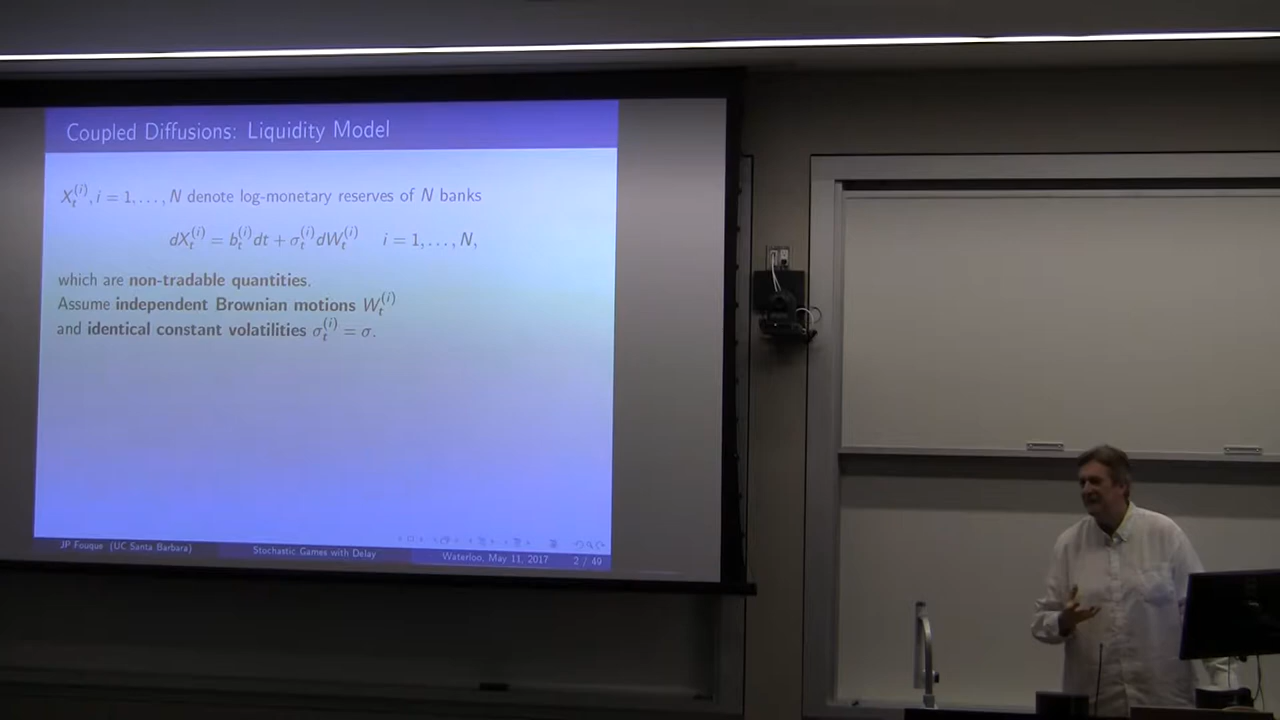 Coupled Diffusions: Liquidity Model
X_t^{(i)}, i = 1, . . . , N denote log-monetary reserves of N banks
dX_t^{(i)} = b_t^{(i)} dt + σ_t^{(i)} dW_t^{(i)}    i = 1, . . . , N,
which are non-tradable quantities.
Assume independent Brownian motions W_t^{(i)}
and identical constant volatilities σ_t^{(i)} = σ.
JP Fouque (UC Santa Barbara) Stochastic Games with Delay Waterloo, May 11, 2017 2 / 49